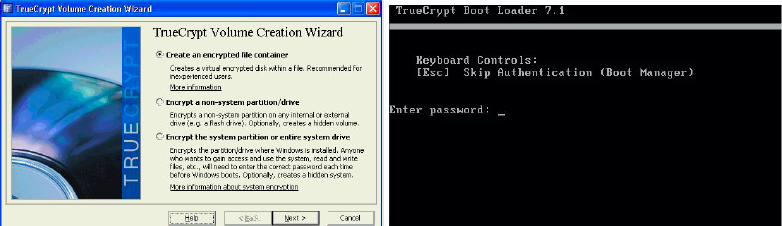 TrueCrypt Volume Creation Wizard
TRUECRYPT
TrueCrypt Volume Creation Wizard
Create an encrypted file container
Creates a virtual encrypted disk within a file. Recommended for
inexperienced users.
More information
Encrypt a non-system partition/drive
Encrypts a non-system partition on any internal or external
drive (e.g. a flash drive). Optionally, creates a hidden volume.
Encrypt the system partition or entire system drive
Encrypts the partition/drive where Windows is installed. Anyone
who wants to gain access and use the system, read and write
files, etc., will need to enter the correct password each time
before Windows boots. Optionally, creates a hidden system.
More information about system encryption
Help
< Back
Next >
Cancel
TrueCrypt Boot Loader 7.1
Keyboard Controls:
[Esc] Skip Authentication (Boot Manager)
Enter password: _